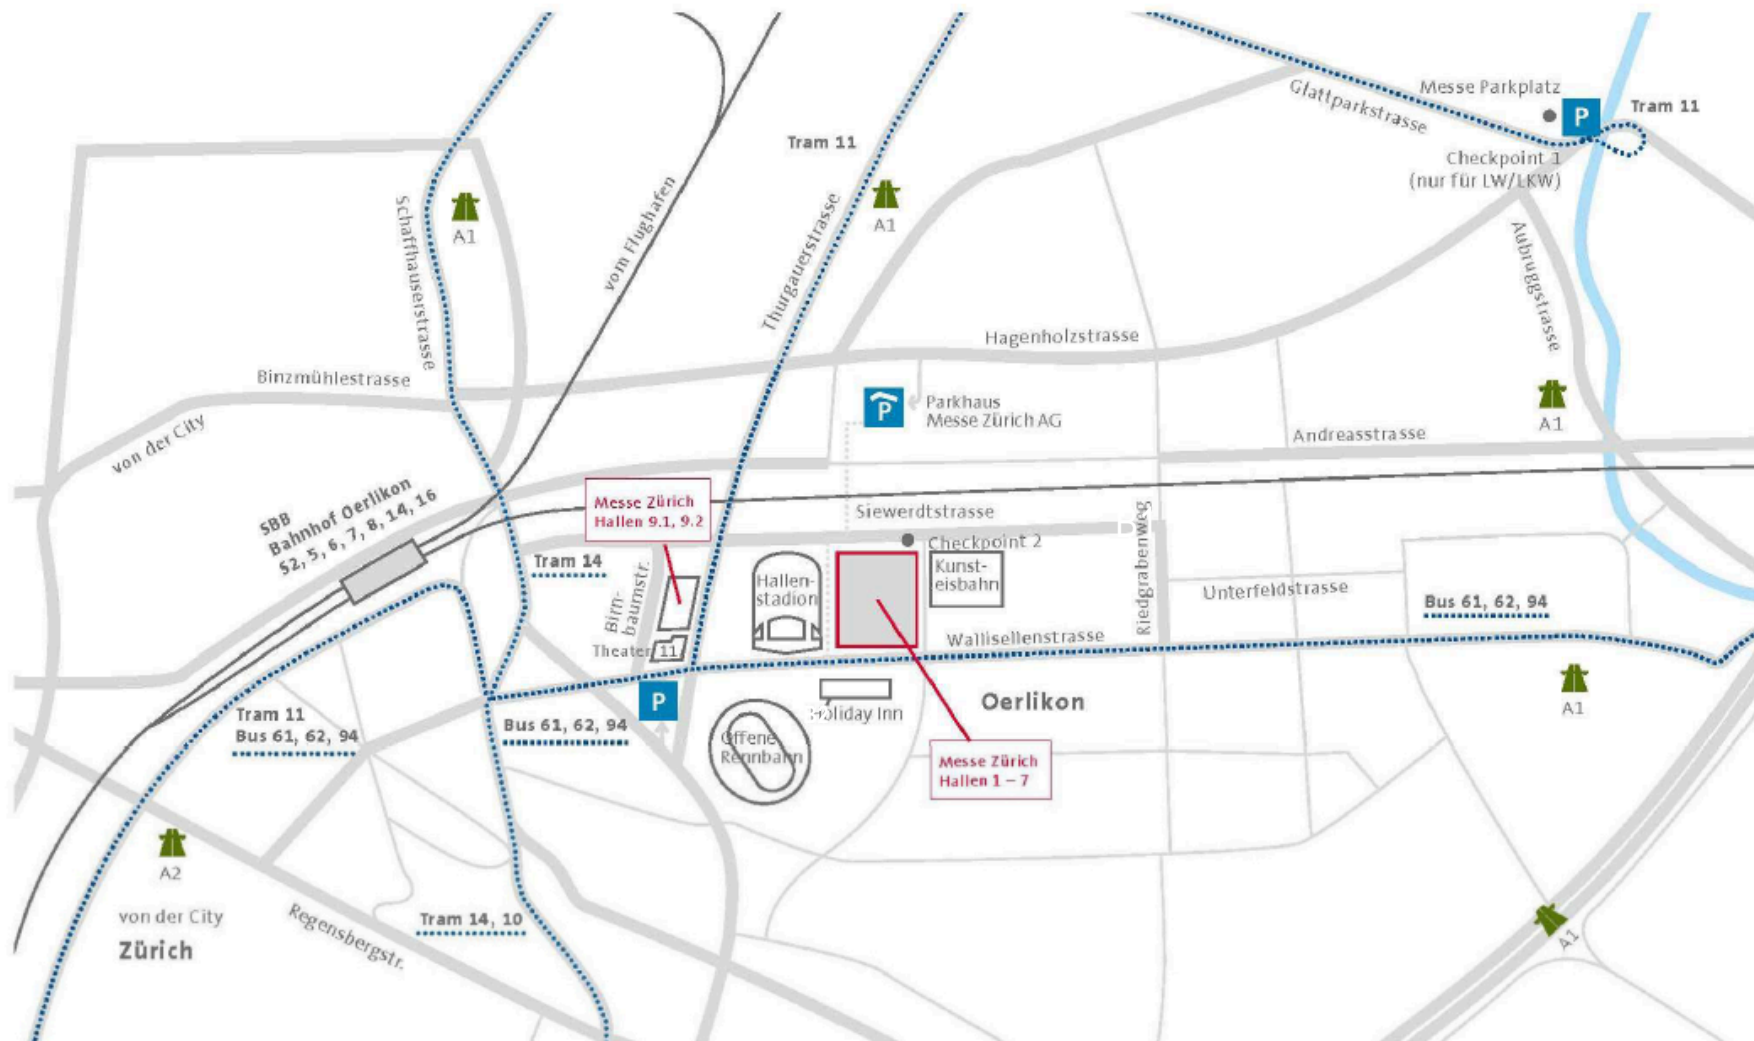 Messe Parkplatz
P
Tram 11
Glattparkstrasse
Checkpoint 1
(nur für LW/LKW)
Tram 11
A1
A1
Schaffhauserstrasse
vom Flughafen
Thurgauerstrasse
Aubruggstrasse
Hagenholzstrasse
Binzmühlestrasse
P
Parkhaus
Messe Zürich AG
A1
von der City
Andreasstrasse
SBB
Bahnhof Oerlikon
S2, 5, 6, 7, 8, 14, 16
Messe Zürich
Hallen 9.1, 9.2
Siewerdtstrasse
Riedgrabenweg
Checkpoint 2
Tram 14
Birn-
baumstr.
Hallen-
stadion
Kunst-
eisbahn
Unterfeldstrasse
Bus 61, 62, 94
Theater 11
Wallisellenstrasse
P
Holiday Inn
Oerlikon
A1
Tram 11
Bus 61, 62, 94
Bus 61, 62, 94
Offene
Rennbahn
Messe Zürich
Hallen 1 – 7
A2
von der City
Zürich
Regensbergstr.
Tram 14, 10
A1